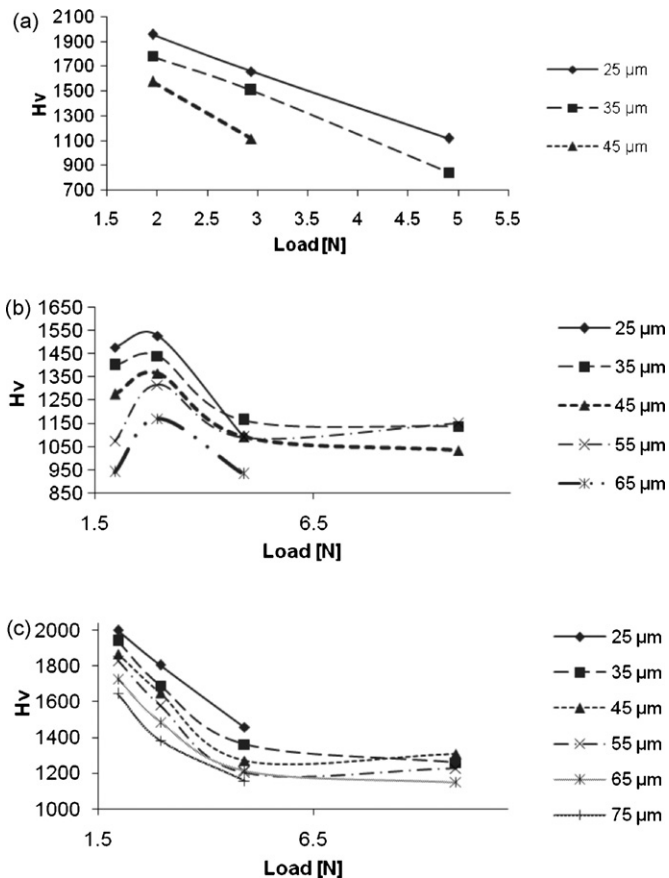 (a)
2100
1900
1700
1500
1300
1100
900
700
Hv
1.5 2 2.5 3 3.5 4 4.5 5 5.5
Load [N]
25 µm
35 µm
45 µm
(b)
1650
1550
1450
1350
1250
1150
1050
950
850
Hv
1.5 6.5
Load [N]
25 µm
35 µm
45 µm
55 µm
65 µm
(c)
2000
1800
1600
1400
1200
1000
Hv
1.5 6.5
Load [N]
25 µm
35 µm
45 µm
55 µm
65 µm
75 µm